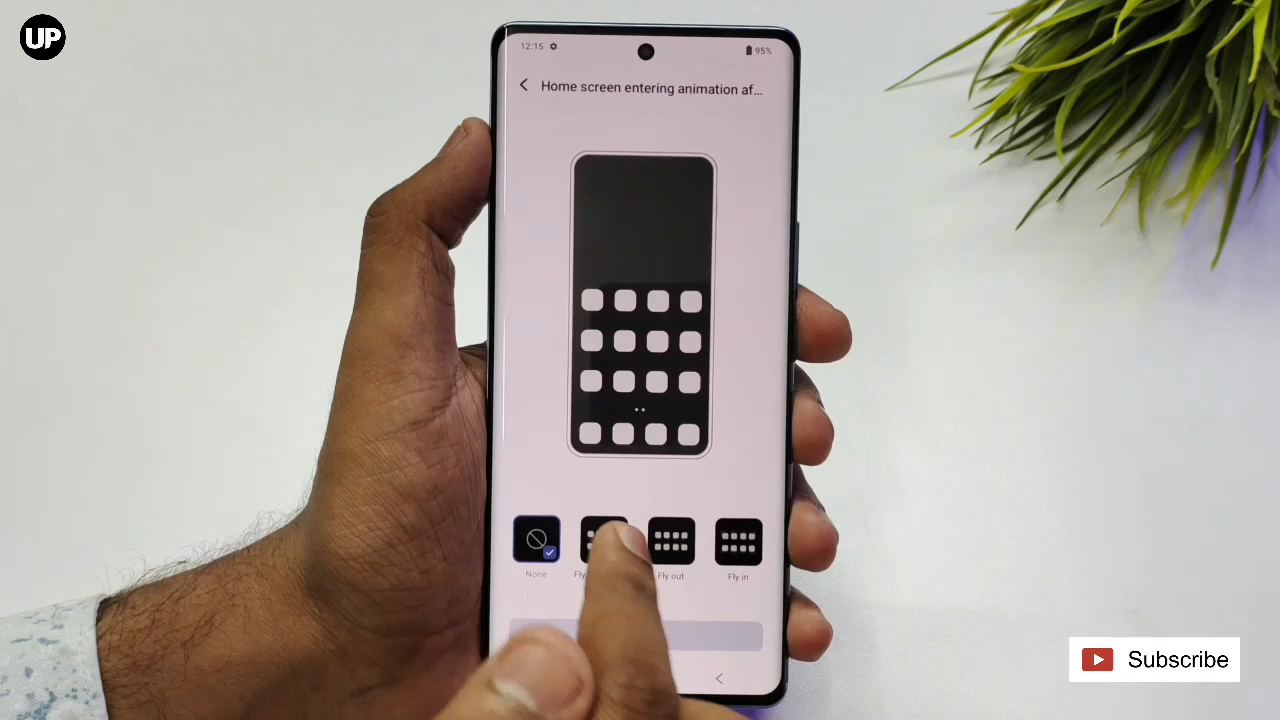 UP
12:15
95%
Home screen entering animation af...
None
Fly
Fly out
Fly in
Subscribe